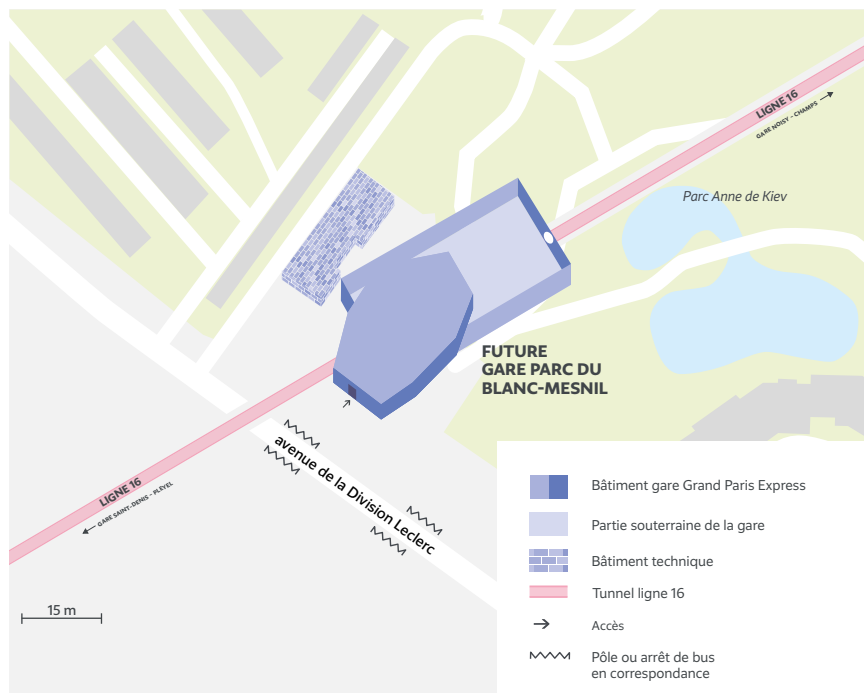 LIGNE 16
GARE NOISY - CHAMPS
Parc Anne de Kiev
FUTURE
GARE PARC DU
BLANC-MESNIL
LIGNE 16
GARE SAINT-DENIS - PLEYEL
avenue de la Division Leclerc
15 m
Bâtiment gare Grand Paris Express
Partie souterraine de la gare
Bâtiment technique
Tunnel ligne 16
Accès
Pôle ou arrêt de bus
en correspondance